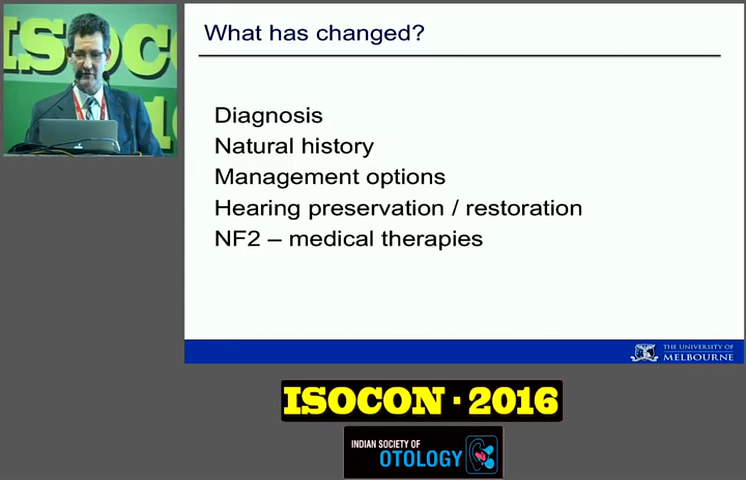 ISOCON
What has changed?
Diagnosis
Natural history
Management options
Hearing preservation / restoration
NF2 – medical therapies
THE UNIVERSITY OF
MELBOURNE
ISOCON · 2016
INDIAN SOCIETY OF
OTOLOGY